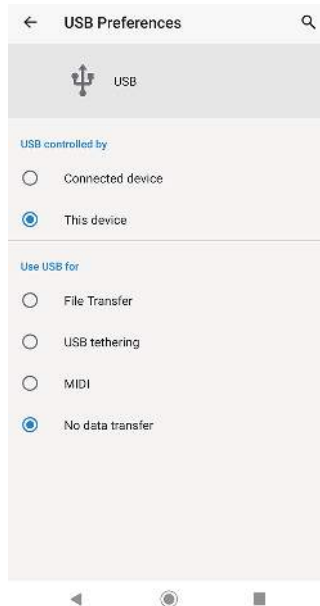 USB Preferences
USB
USB controlled by
Connected device
This device
Use USB for
File Transfer
USB tethering
MIDI
No data transfer